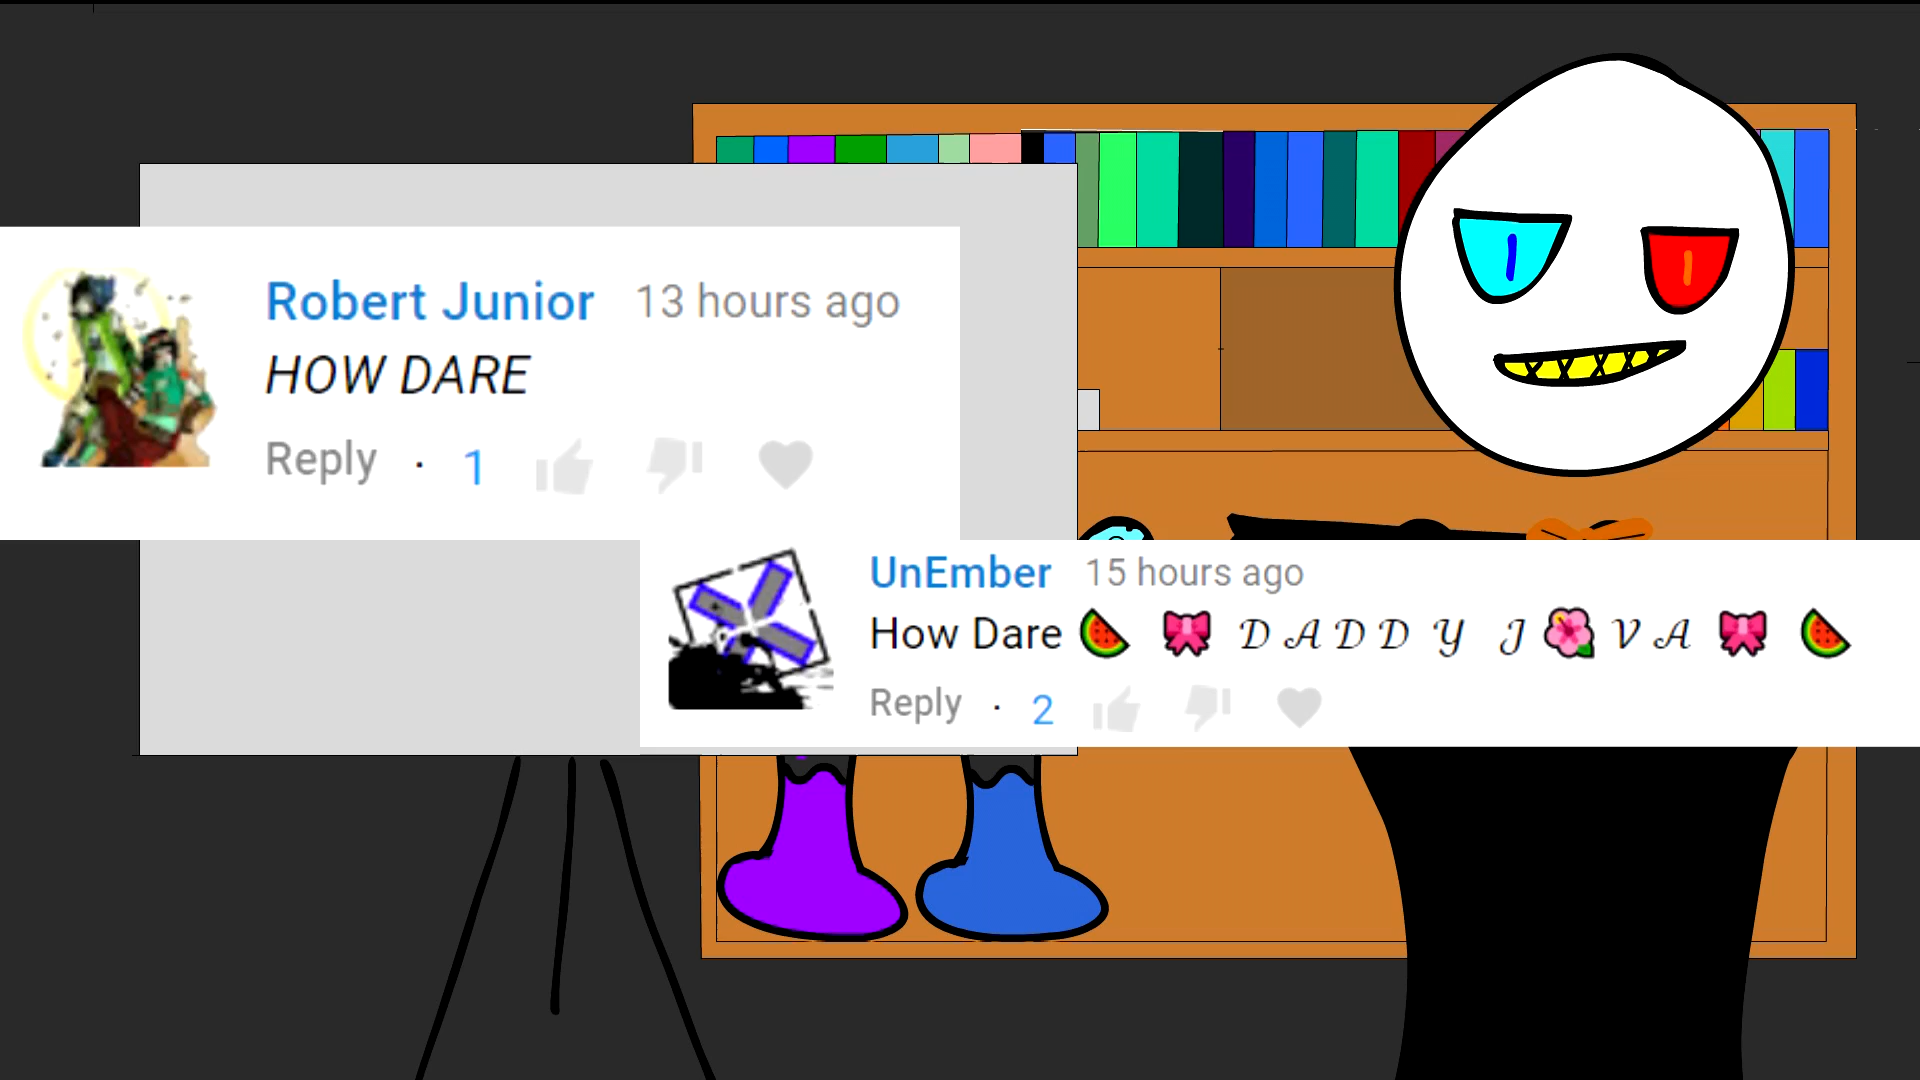 Robert Junior 13 hours ago
HOW DARE
Reply · 1
UnEmber 15 hours ago
How Dare 🍉 🎀 𝒟 𝒜 𝒟 𝒟 𝒴 𝒥 🌺 𝒱 𝒜 🎀 🍉
Reply · 2